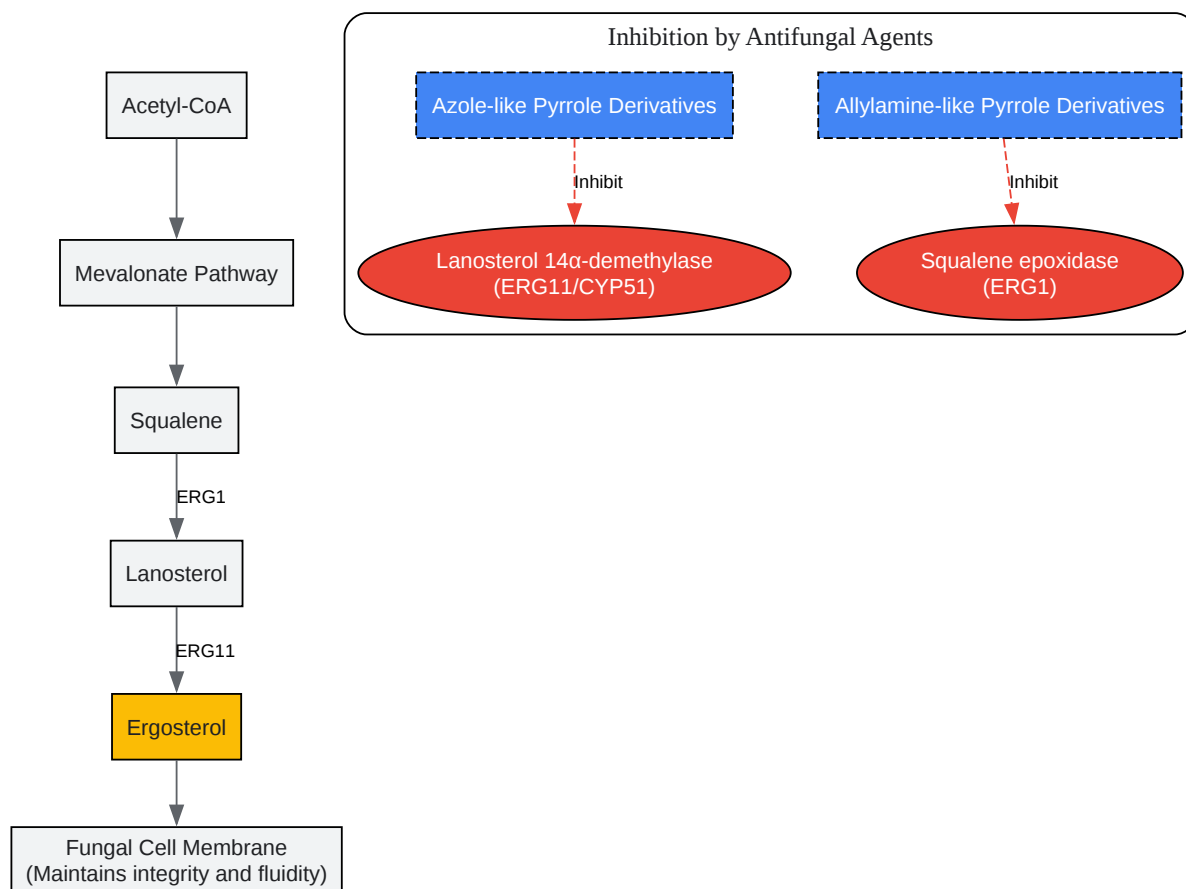 Inhibition by Antifungal Agents
Acetyl-CoA
Azole-like Pyrrole Derivatives
Allylamine-like Pyrrole Derivatives
Inhibit
Inhibit
Mevalonate Pathway
Lanosterol 14α-demethylase
(ERG11/CYP51)
Squalene epoxidase
(ERG1)
Squalene
ERG1
Lanosterol
ERG11
Ergosterol
Fungal Cell Membrane
(Maintains integrity and fluidity)